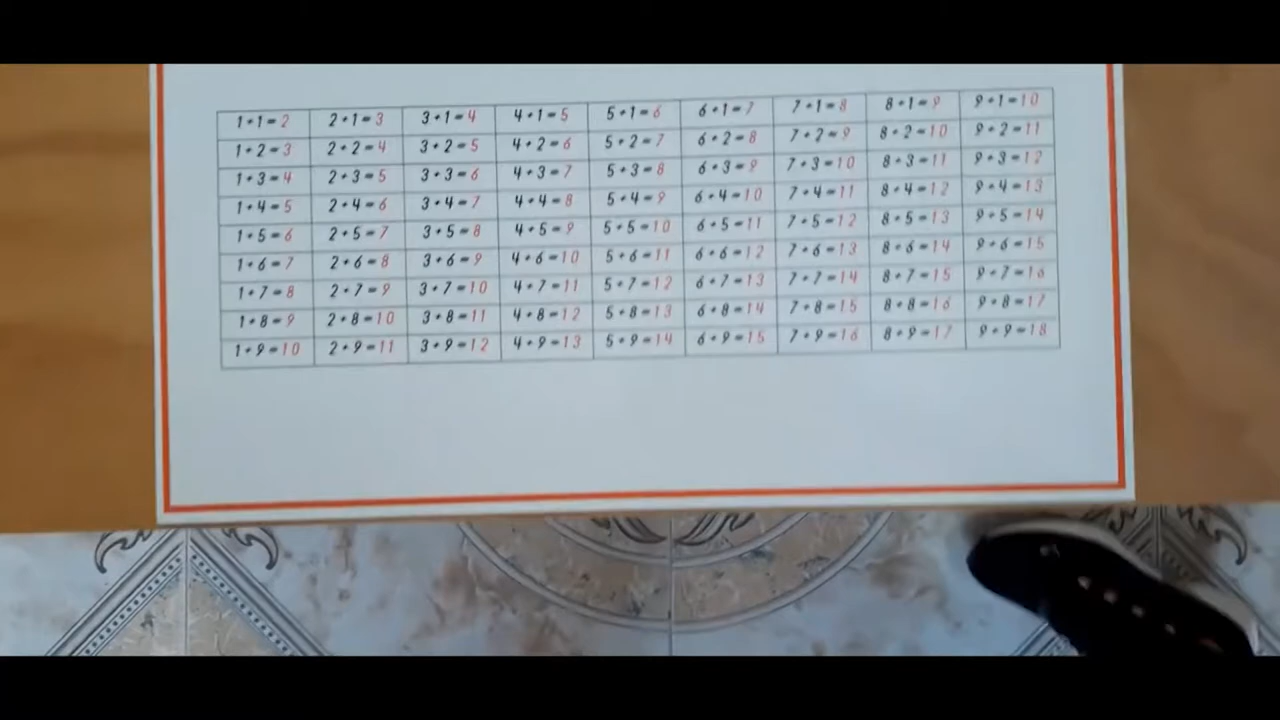 1+1=2 2+1=3 3+1=4 4+1=5 5+1=6 6+1=7 7+1=8 8+1=9 9+1=10
1+2=3 2+2=4 3+2=5 4+2=6 5+2=7 6+2=8 7+2=9 8+2=10 9+2=11
1+3=4 2+3=5 3+3=6 4+3=7 5+3=8 6+3=9 7+3=10 8+3=11 9+3=12
1+4=5 2+4=6 3+4=7 4+4=8 5+4=9 6+4=10 7+4=11 8+4=12 9+4=13
1+5=6 2+5=7 3+5=8 4+5=9 5+5=10 6+5=11 7+5=12 8+5=13 9+5=14
1+6=7 2+6=8 3+6=9 4+6=10 5+6=11 6+6=12 7+6=13 8+6=14 9+6=15
1+7=8 2+7=9 3+7=10 4+7=11 5+7=12 6+7=13 7+7=14 8+7=15 9+7=16
1+8=9 2+8=10 3+8=11 4+8=12 5+8=13 6+8=14 7+8=15 8+8=16 9+8=17
1+9=10 2+9=11 3+9=12 4+9=13 5+9=14 6+9=15 7+9=16 8+9=17 9+9=18